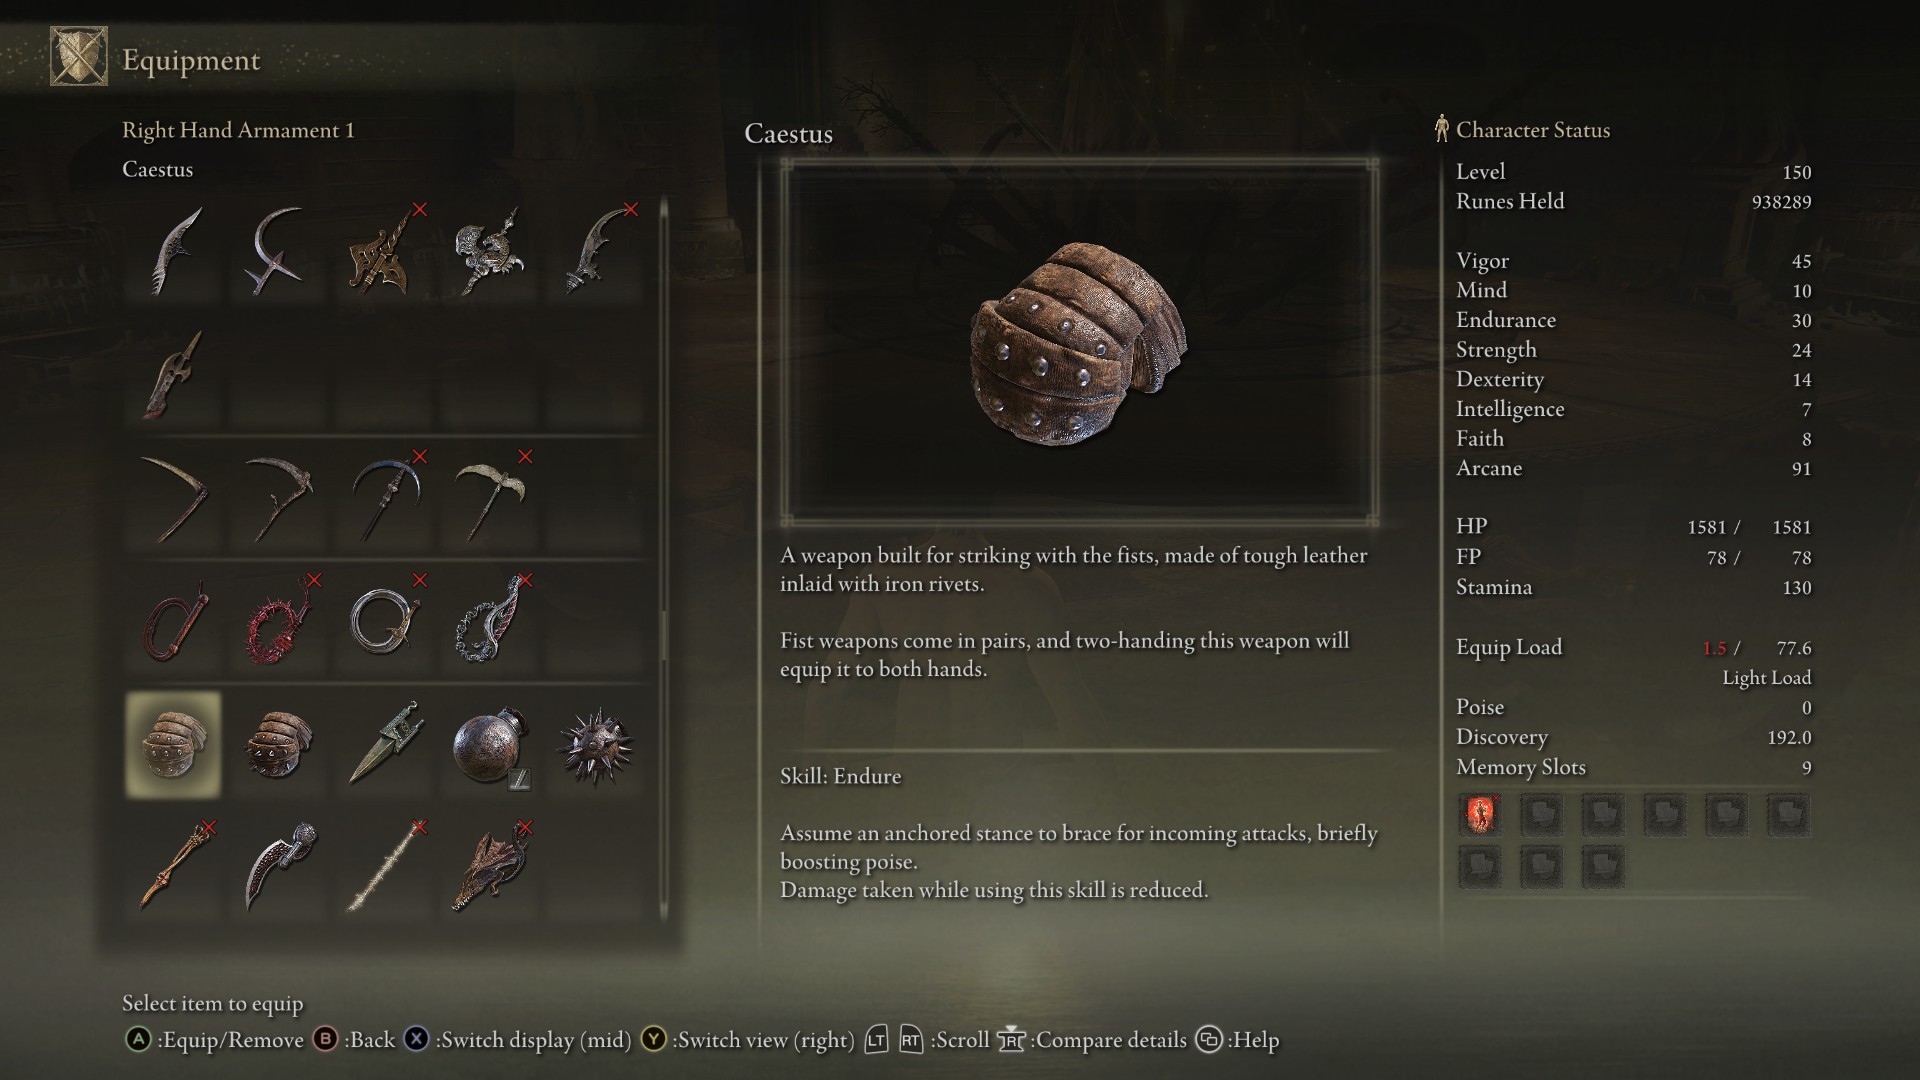 Equipment
Right Hand Armament 1
Caestus
Caestus
A weapon built for striking with the fists, made of tough leather
inlaid with iron rivets.
Fist weapons come in pairs, and two-handing this weapon will
equip it to both hands.
Skill: Endure
Assume an anchored stance to brace for incoming attacks, briefly
boosting poise.
Damage taken while using this skill is reduced.
Character Status
Level 150
Runes Held 938289
Vigor 45
Mind 10
Endurance 30
Strength 24
Dexterity 14
Intelligence 7
Faith 8
Arcane 91
HP 1581 / 1581
FP 78 / 78
Stamina 130
Equip Load 1.5 / 77.6
Light Load
Poise 0
Discovery 192.0
Memory Slots 9
Select item to equip
A :Equip/Remove B :Back X :Switch display (mid) Y :Switch view (right) LT RT :Scroll R :Compare details :Help